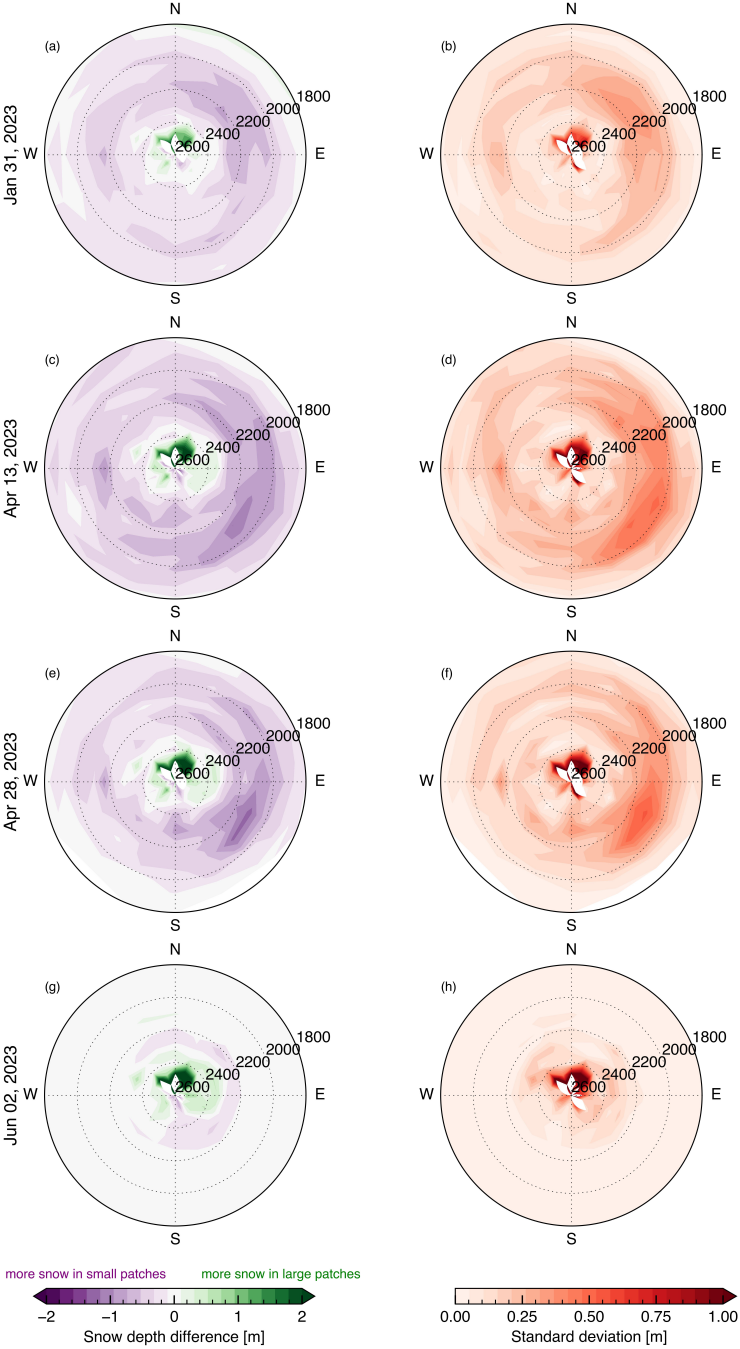 N
N
(a)
(b)
1800
2000
2200
2400
2600
1800
2000
2200
2400
2600
Jan 31, 2023
W
E
W
E
S
S
N
N
(c)
(d)
1800
2000
2200
2400
2600
1800
2000
2200
2400
2600
Apr 13, 2023
W
E
W
E
S
S
N
N
(e)
(f)
1800
2000
2200
2400
2600
1800
2000
2200
2400
2600
Apr 28, 2023
W
E
W
E
S
S
N
N
(g)
(h)
1800
2000
2200
2400
2600
1800
2000
2200
2400
2600
Jun 02, 2023
W
E
W
E
S
S
more snow in small patches more snow in large patches
−2 −1 0 1 2
Snow depth difference [m]
0.00 0.25 0.50 0.75 1.00
Standard deviation [m]